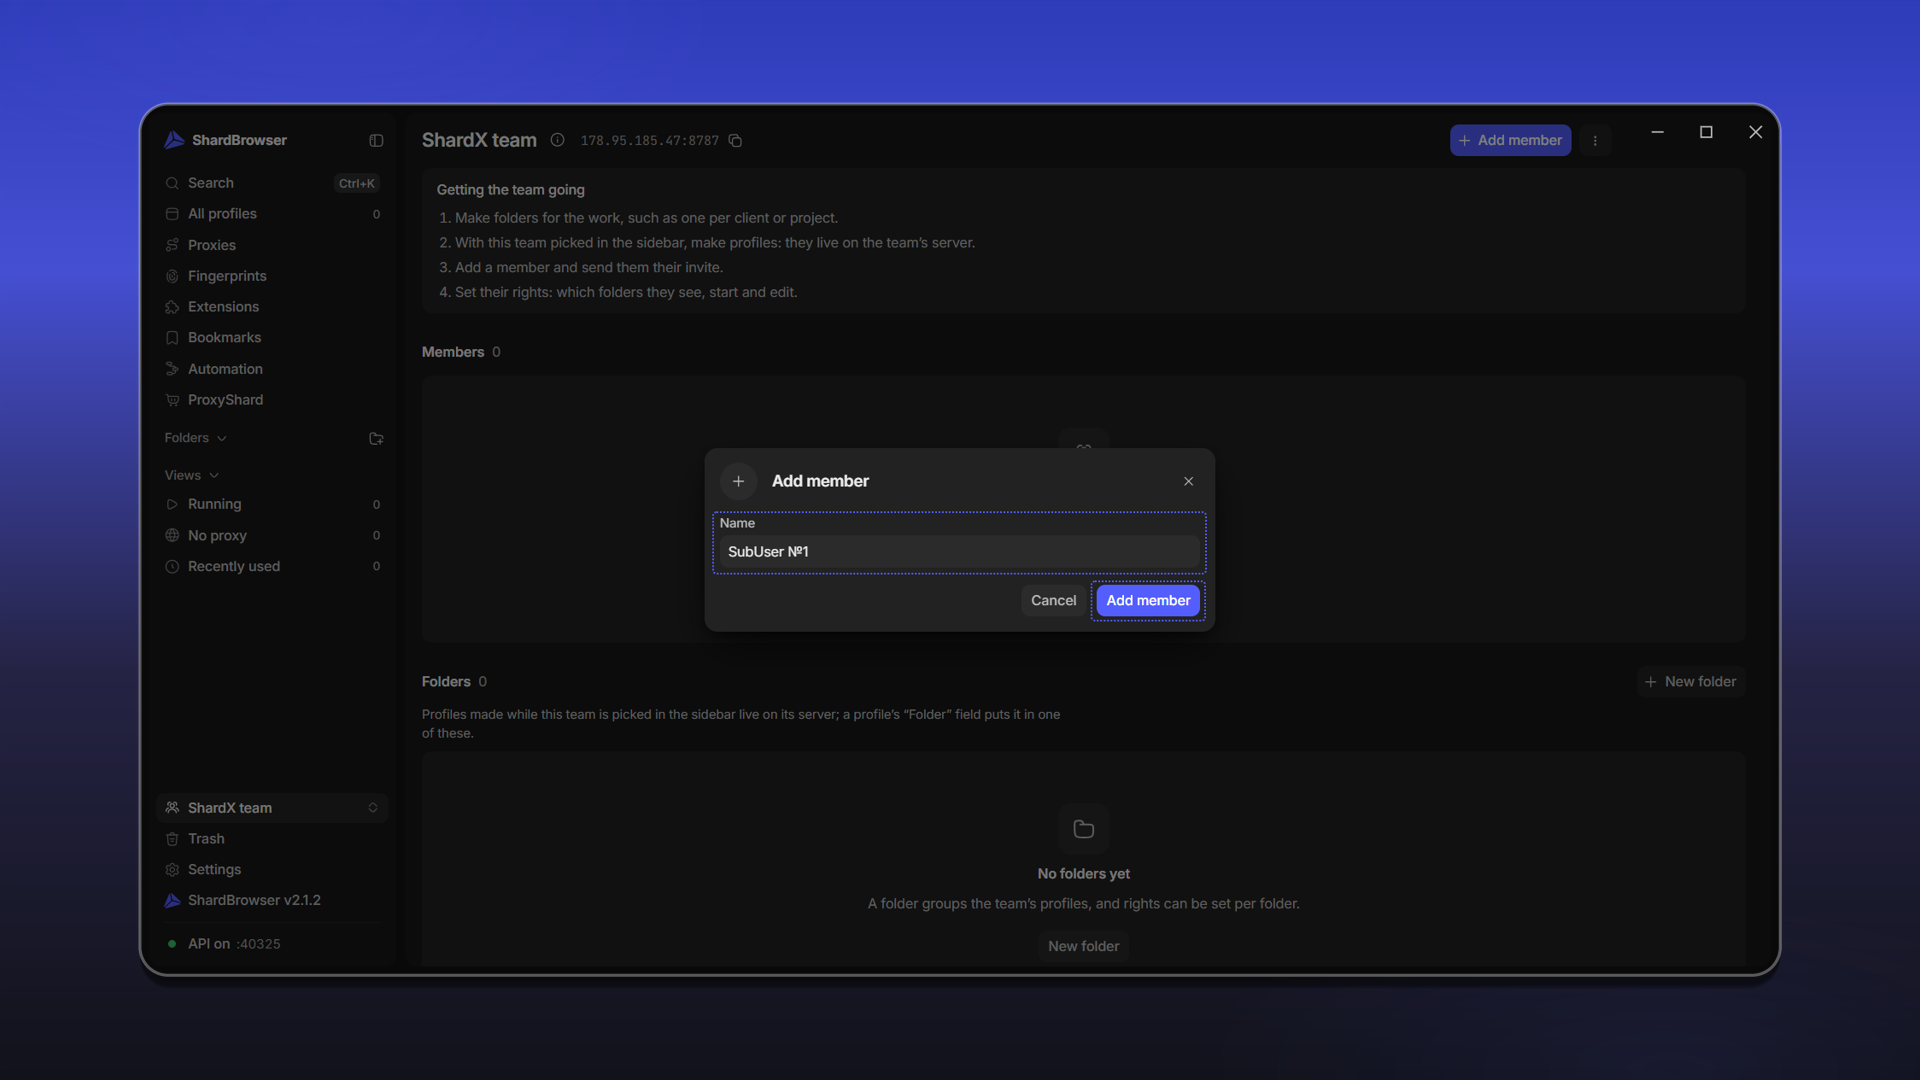 ShardBrowser
Search Ctrl+K
All profiles 0
Proxies
Fingerprints
Extensions
Bookmarks
Automation
ProxyShard
Folders
Views
Running 0
No proxy 0
Recently used 0
ShardX team
Trash
Settings
ShardBrowser v2.1.2
API on :40325
ShardX team 178.95.185.47:8787
Add member
Getting the team going
1. Make folders for the work, such as one per client or project.
2. With this team picked in the sidebar, make profiles: they live on the team’s server.
3. Add a member and send them their invite.
4. Set their rights: which folders they see, start and edit.
Members 0
Add member
Name
SubUser №1
Cancel Add member
Folders 0
New folder
Profiles made while this team is picked in the sidebar live on its server; a profile’s “Folder” field puts it in one
of these.
No folders yet
A folder groups the team’s profiles, and rights can be set per folder.
New folder